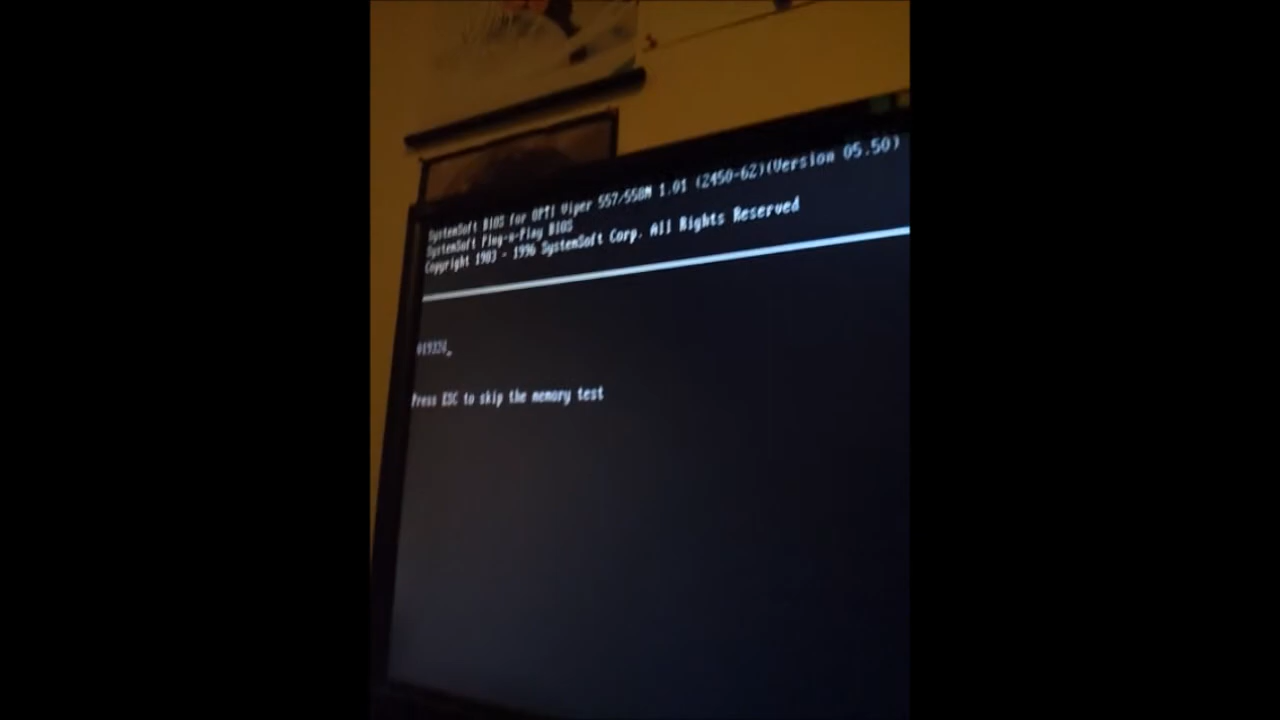 SystemSoft BIOS for OPTi Viper 557/558M 1.01 (2450-62)(Version 05.50)
SystemSoft Plug-n-Play BIOS
Copyright 1983 - 1996 SystemSoft Corp. All Rights Reserved
Press ESC to skip the memory test